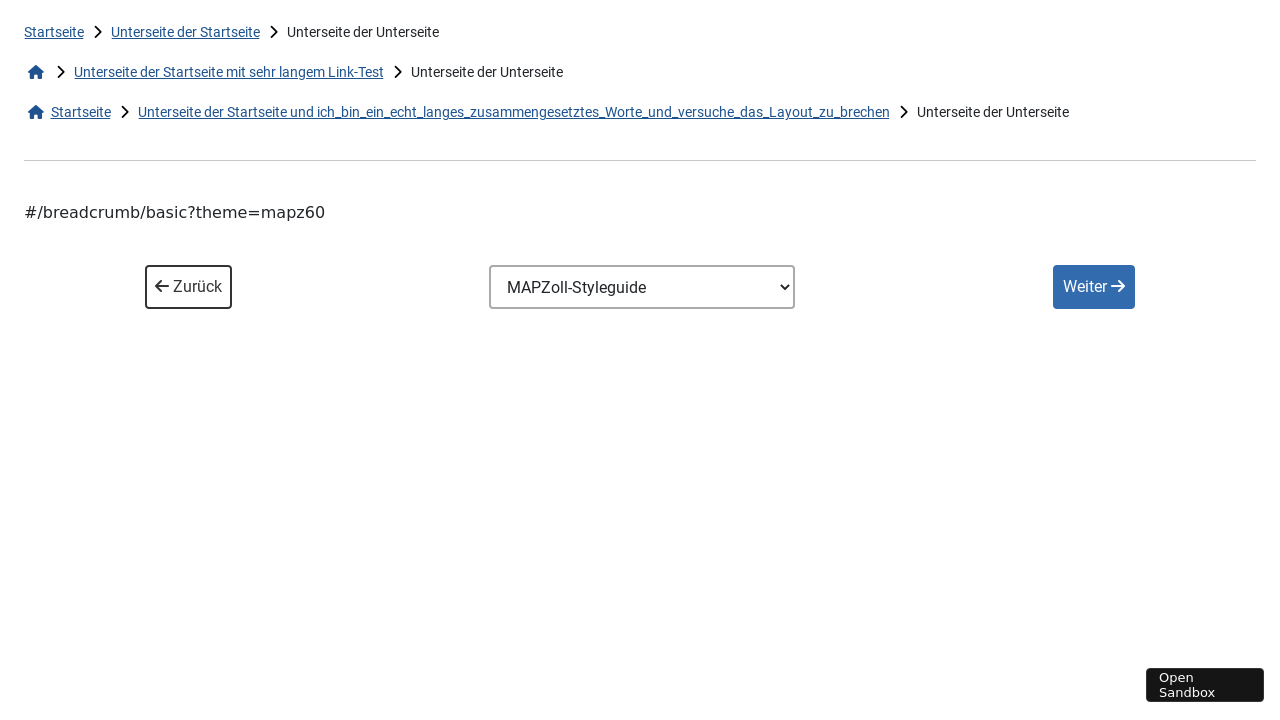 Startseite Unterseite der Startseite Unterseite der Unterseite
Unterseite der Startseite mit sehr langem Link-Test Unterseite der Unterseite
Startseite Unterseite der Startseite und ich_bin_ein_echt_langes_zusammengesetztes_Worte_und_versuche_das_Layout_zu_brechen Unterseite der Unterseite
#/breadcrumb/basic?theme=mapz60
Zurück MAPZoll-Styleguide Weiter
Open
Sandbox